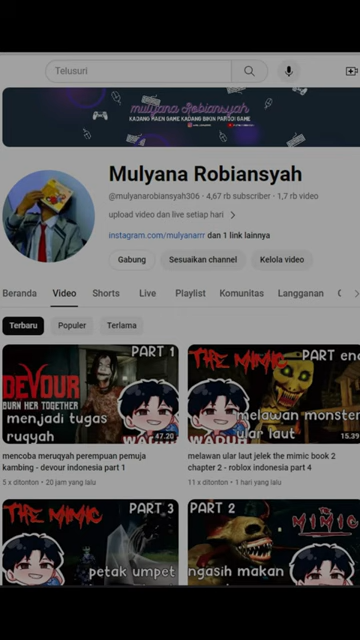 Telusuri
mulyana Robiansyah
KADANG MAEN GAME KADANG BIKIN PARODI GAME
Mulyana Robiansyah
@mulyanarobiansyah306 · 4,67 rb subscriber · 1,7 rb video
upload video dan live setiap hari
instagram.com/mulyanarrr dan 1 link lainnya
Gabung
Sesuaikan channel
Kelola video
Beranda
Video
Shorts
Live
Playlist
Komunitas
Langganan
Terbaru
Populer
Terlama
PART 1
DEVOUR
BURN HER TOGETHER
menjadi tugas
ruqyah
WADUP
47.20
mencoba meruqyah perempuan pemuja
kambing - devour indonesia part 1
5 x ditonton • 20 jam yang lalu
THE MIMIC
PART end
melawan monster
ular laut
WADUP
15.39
melawan ular laut jelek the mimic book 2
chapter 2 - roblox indonesia part 4
11 x ditonton • 1 hari yang lalu
THE MIMIC
PART 3
petak umpet
PART 2
MIMIC
ngasih makan